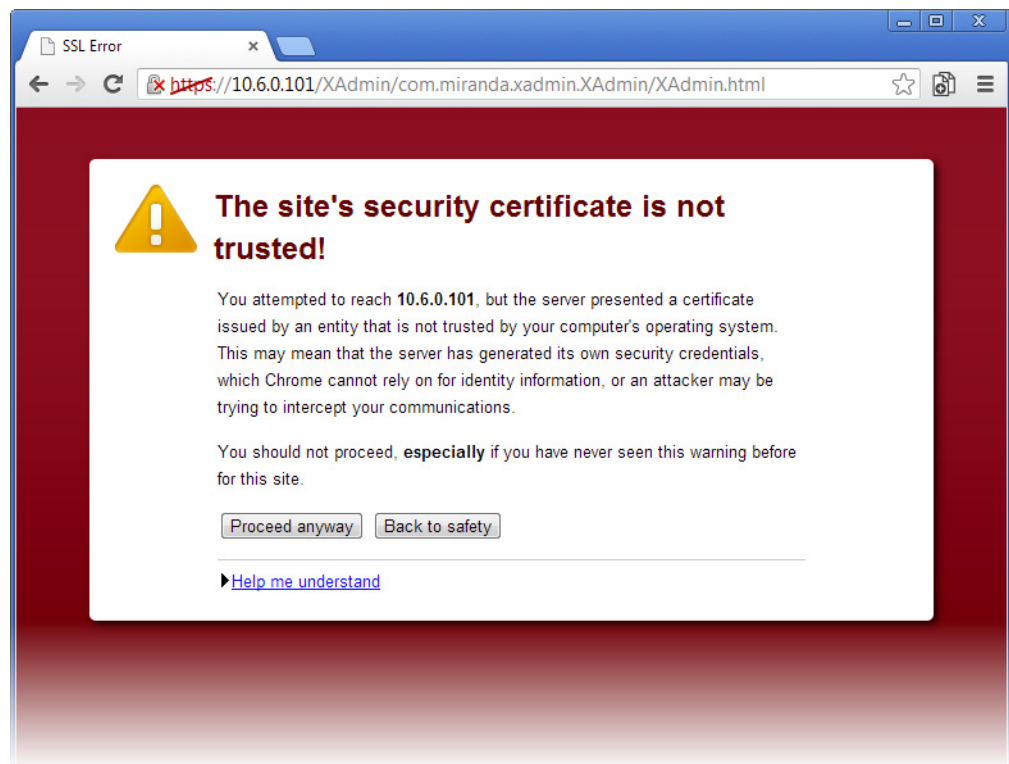 SSL Error
https://10.6.0.101/XAdmin/com.miranda.xadmin.XAdmin/XAdmin.html
The site's security certificate is not
trusted!
You attempted to reach 10.6.0.101, but the server presented a certificate
issued by an entity that is not trusted by your computer's operating system.
This may mean that the server has generated its own security credentials,
which Chrome cannot rely on for identity information, or an attacker may be
trying to intercept your communications.
You should not proceed, especially if you have never seen this warning before
for this site.
Proceed anyway Back to safety
Help me understand